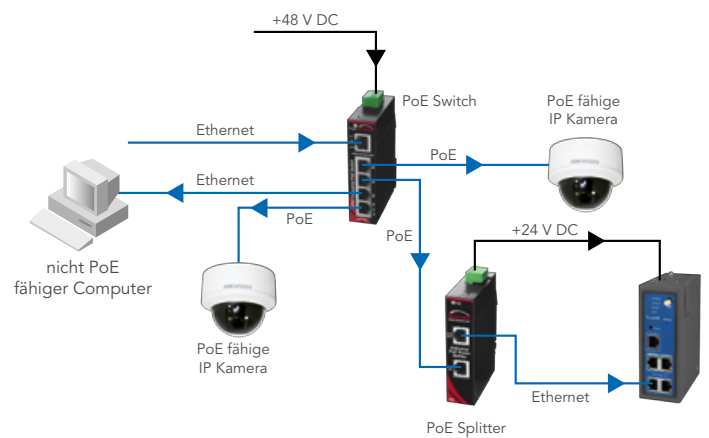 +48 V DC
PoE Switch
PoE fähige
IP Kamera
Ethernet
PoE
Ethernet
PoE
nicht PoE
fähiger Computer
PoE
+24 V DC
PoE fähige
IP Kamera
Ethernet
PoE Splitter